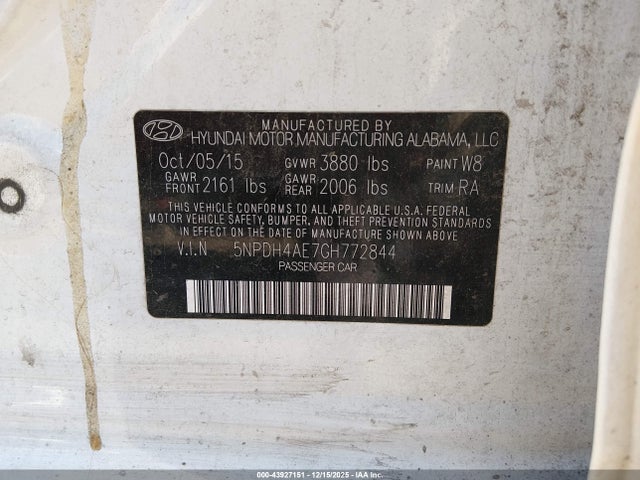 MANUFACTURED BY
HYUNDAI MOTOR MANUFACTURING ALABAMA, LLC
Oct/05/15 GVWR 3880 lbs PAINT W8
GAWR FRONT 2161 lbs GAWR REAR 2006 lbs TRIM RA
THIS VEHICLE CONFORMS TO ALL APPLICABLE U.S.A. FEDERAL
MOTOR VEHICLE SAFETY, BUMPER, AND THEFT PREVENTION STANDARDS
IN EFFECT ON THE DATE OF MANUFACTURE SHOWN ABOVE.
V.I.N 5NPDH4AE7GH772844
PASSENGER CAR
000-43927151 - 12/15/2025 - IAAI.COM